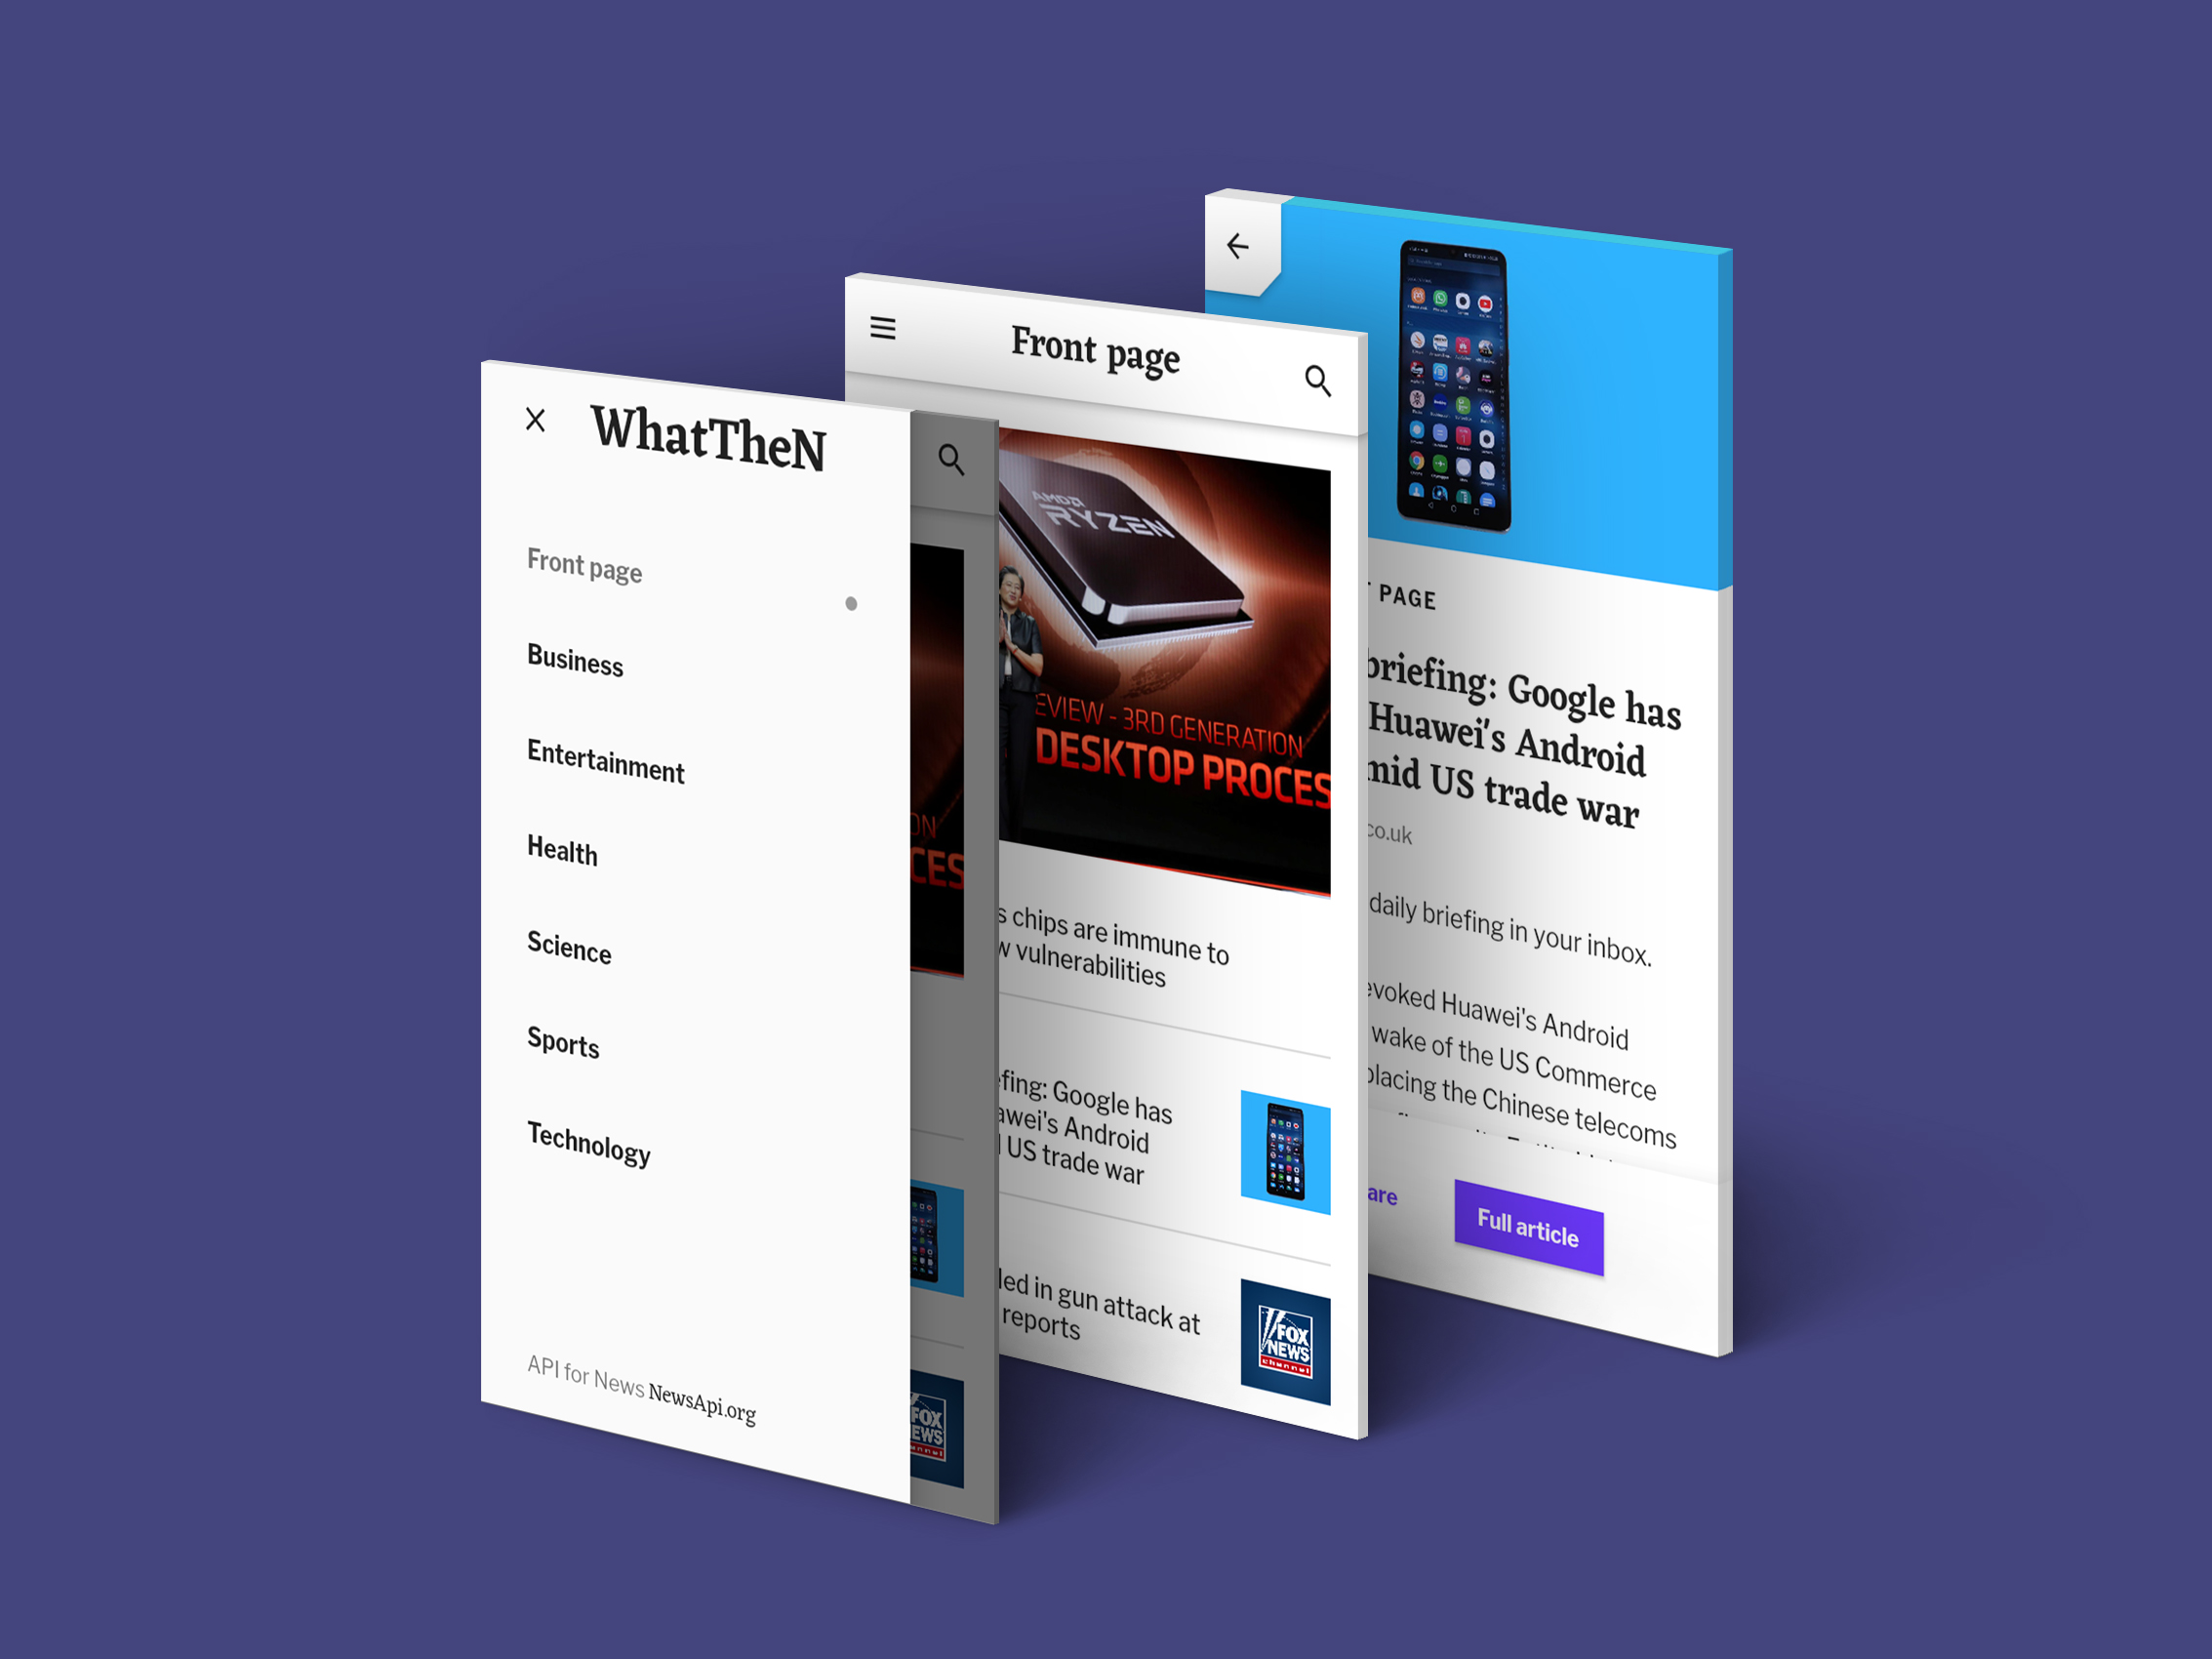 WhatTheN
Front page
Business
Entertainment
Health
Science
Sports
Technology
API for News NewsApi.org
ON
CES
FOX
EWS
Front page
AMD
RYZEN
EVIEW - 3RD GENERATION
DESKTOP PROCES
s chips are immune to
w vulnerabilities
efing: Google has
awei's Android
US trade war
led in gun attack at
reports
FOX
NEWS
channel
T PAGE
briefing: Google has
Huawei's Android
mid US trade war
co.uk
daily briefing in your inbox.
evoked Huawei's Android
wake of the US Commerce
placing the Chinese telecoms
are
Full article